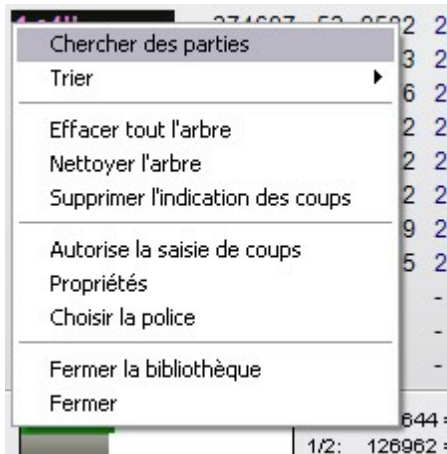 Chercher des parties
Trier
Effacer tout l'arbre
Nettoyer l'arbre
Supprimer l'indication des coups
Autorise la saisie de coups
Propriétés
Choisir la police
Fermer la bibliothèque
Fermer
644 =
1/2: 126962 =